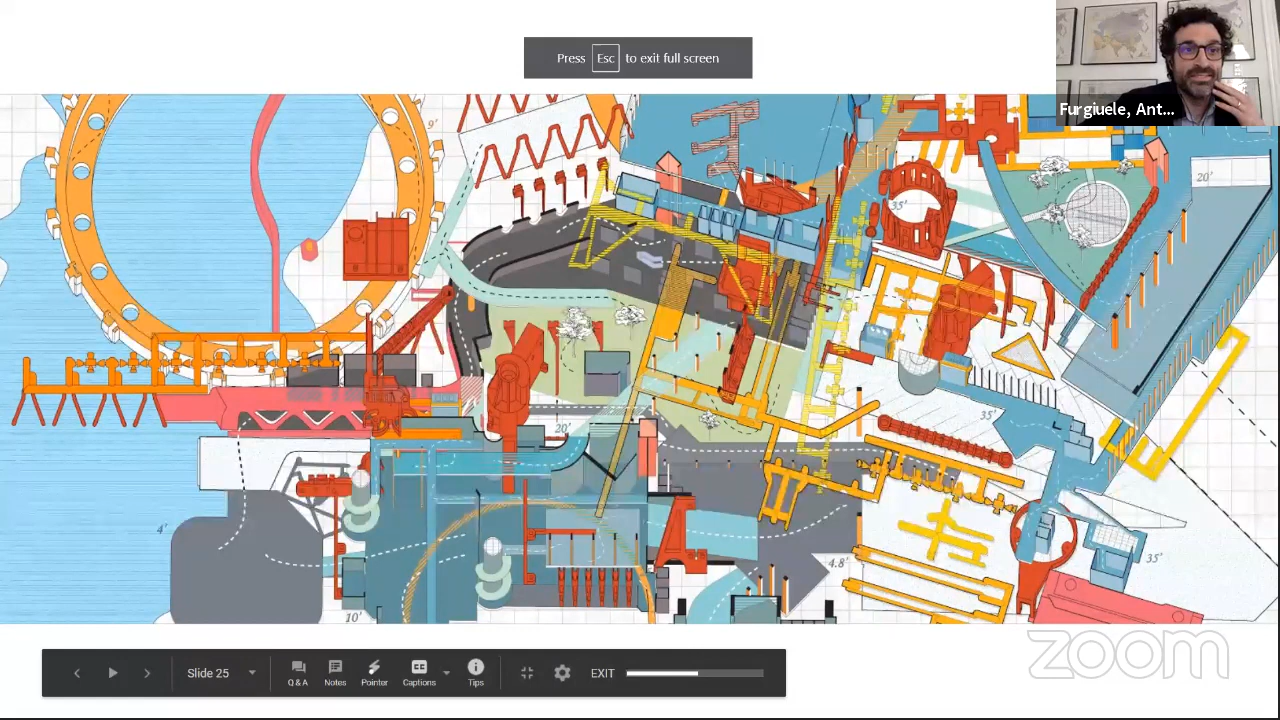 Press Esc to exit full screen
Furgiuele, Ant...
9'
20'
35'
35'
20'
4'
35'
4.8'
10'
zoom
Slide 25
Q & A
Notes
Pointer
CC
Captions
Tips
EXIT